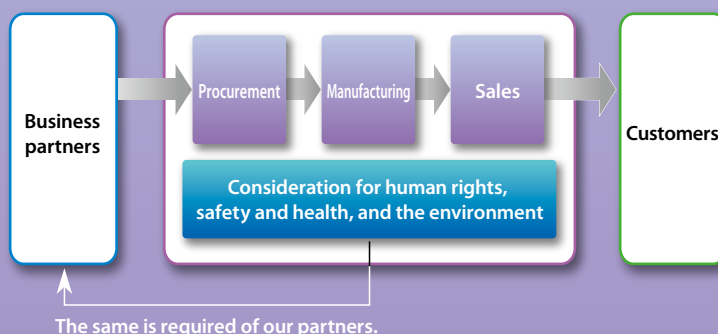 Business
partners
Procurement
Manufacturing
Sales
Customers
Consideration for human rights,
safety and health, and the environment
The same is required of our partners.